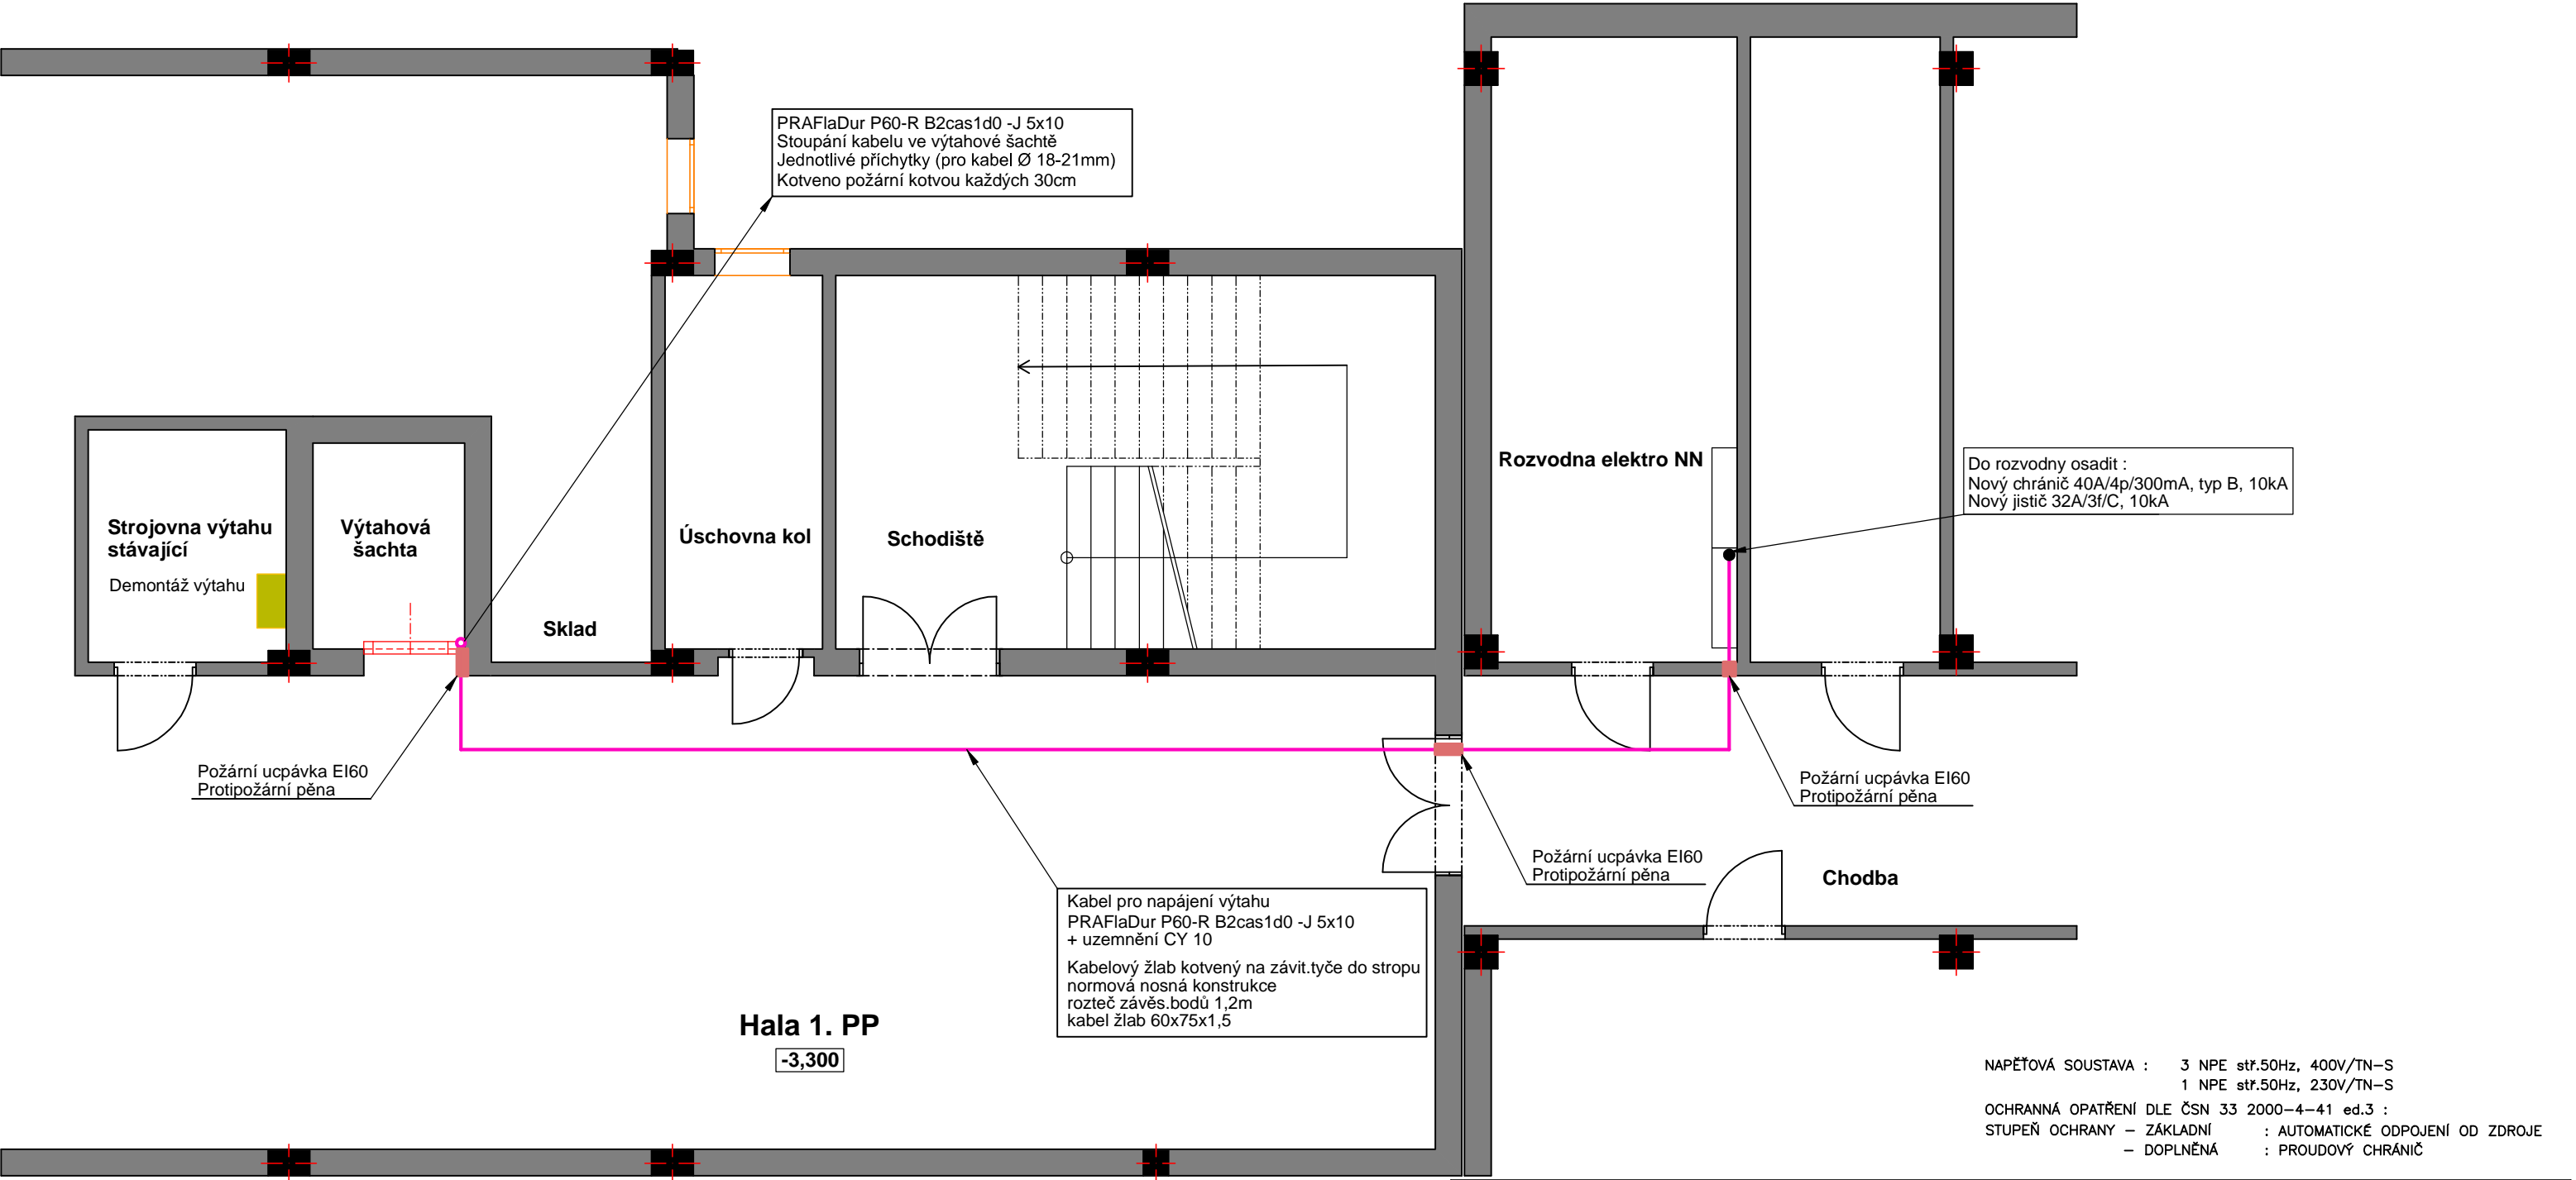 PRAFlaDur P60-R B2cas1d0 -J 5x10
Stoupání kabelu ve výtahové šachtě
Jednotlivé příchytky (pro kabel Ø 18-21mm)
Kotveno požární kotvou každých 30cm
Rozvodna elektro NN
Do rozvodny osadit :
Nový chránič 40A/4p/300mA, typ B, 10kA
Nový jistič 32A/3f/C, 10kA
Strojovna výtahu
stávající
Demontáž výtahu
Výtahová
šachta
Sklad
Úschovna kol
Schodiště
Požární ucpávka EI60
Protipožární pěna
Požární ucpávka EI60
Protipožární pěna
Požární ucpávka EI60
Protipožární pěna
Chodba
Kabel pro napájení výtahu
PRAFlaDur P60-R B2cas1d0 -J 5x10
+ uzemnění CY 10
Kabelový žlab kotvený na závit.tyče do stropu
normová nosná konstrukce
rozteč závěs.bodů 1,2m
kabel žlab 60x75x1,5
Hala 1. PP
-3,300
NAPĚŤOVÁ SOUSTAVA : 3 NPE stř.50Hz, 400V/TN-S
1 NPE stř.50Hz, 230V/TN-S
OCHRANNÁ OPATŘENÍ DLE ČSN 33 2000-4-41 ed.3 :
STUPEŇ OCHRANY - ZÁKLADNÍ : AUTOMATICKÉ ODPOJENÍ OD ZDROJE
- DOPLNĚNÁ : PROUDOVÝ CHRÁNIČ